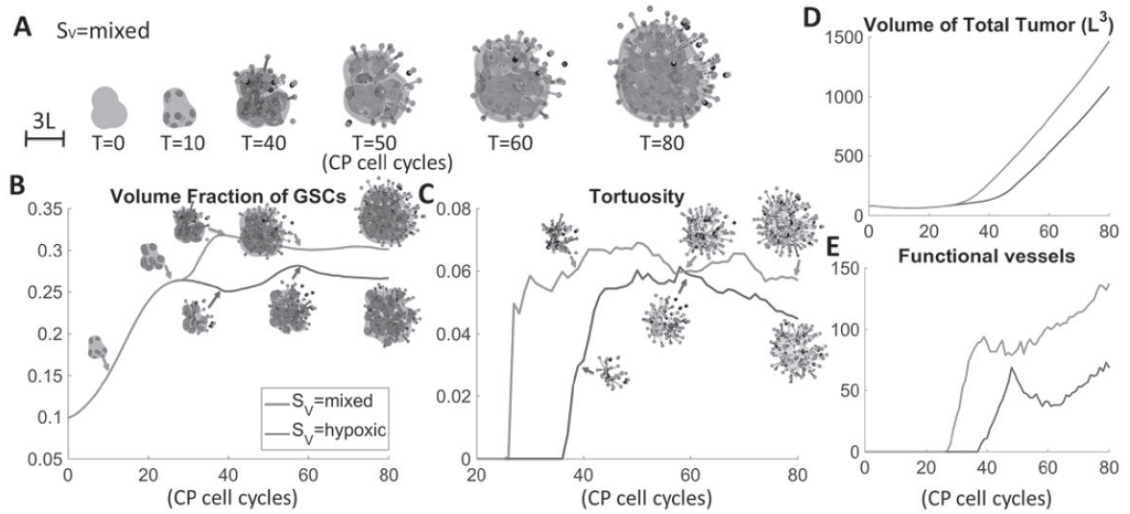 A
Sv=mixed
3L
T=0 T=10 T=40 T=50 T=60 T=80
(CP cell cycles)
B
Volume Fraction of GSCs
0.35
0.3
0.25
0.2
0.15
0.1
0.05
0 20 40 60 80
(CP cell cycles)
SV=mixed
SV=hypoxic
C
Tortuosity
0.08
0.06
0.04
0.02
0
20 40 60 80
(CP cell cycles)
D
Volume of Total Tumor (L³)
1500
1000
500
0
0 20 40 60 80
E
Functional vessels
150
100
50
0
0 20 40 60 80
(CP cell cycles)